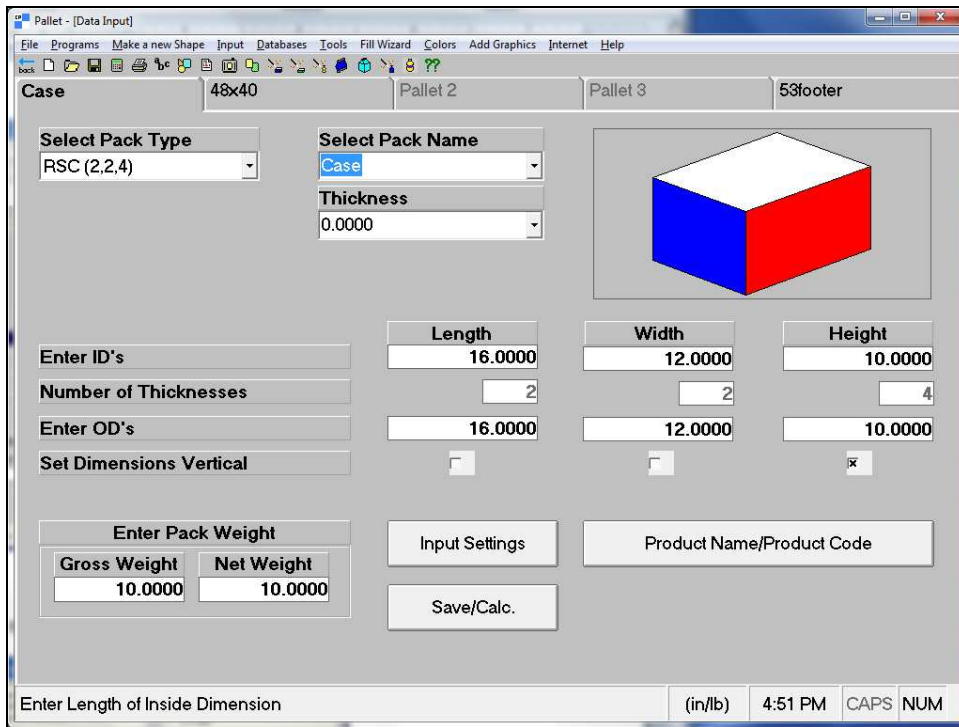 Pallet - [Data Input]
File Programs Make a new Shape Input Databases Tools Fill Wizard Colors Add Graphics Internet Help
back abc ??
Case 48x40 Pallet 2 Pallet 3 53footer
Select Pack Type Select Pack Name
RSC (2,2,4) Case
Thickness
0.0000
Length Width Height
Enter ID's 16.0000 12.0000 10.0000
Number of Thicknesses 2 2 4
Enter OD's 16.0000 12.0000 10.0000
Set Dimensions Vertical
Enter Pack Weight Input Settings Product Name/Product Code
Gross Weight Net Weight
10.0000 10.0000
Save/Calc.
Enter Length of Inside Dimension (in/lb) 4:51 PM CAPS NUM